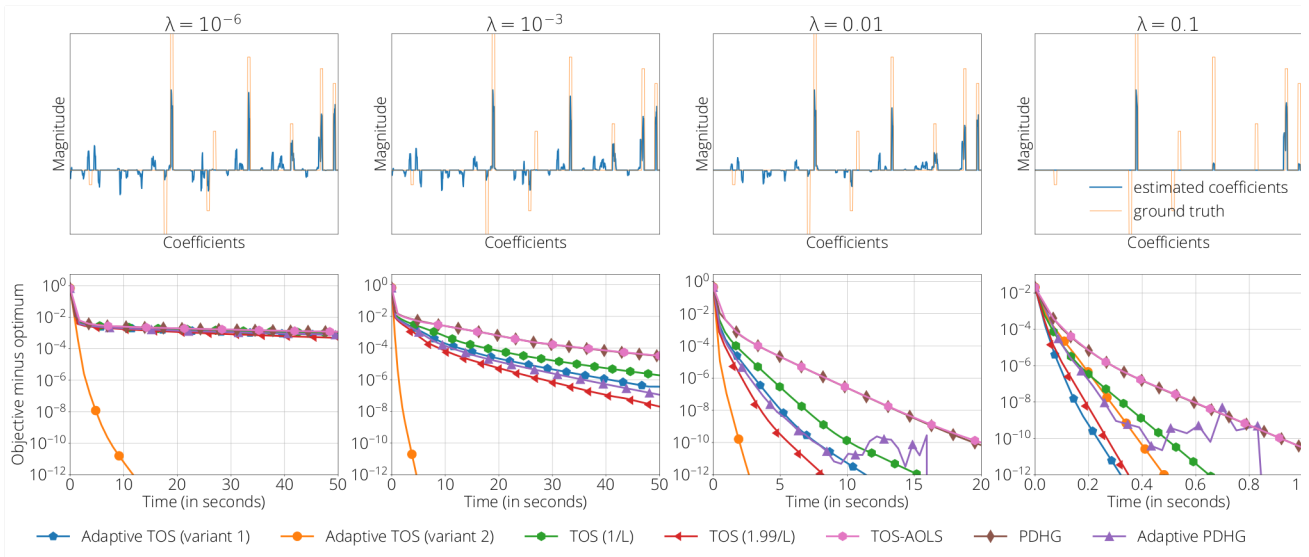 λ = 10⁻⁶
λ = 10⁻³
λ = 0.01
λ = 0.1
Magnitude
Magnitude
Magnitude
Magnitude
estimated coefficients
ground truth
Coefficients
Coefficients
Coefficients
Coefficients
Objective minus optimum
10⁰
10⁻²
10⁻⁴
10⁻⁶
10⁻⁸
10⁻¹⁰
10⁻¹²
0 10 20 30 40 50
Time (in seconds)
10⁰
10⁻²
10⁻⁴
10⁻⁶
10⁻⁸
10⁻¹⁰
10⁻¹²
0 10 20 30 40 50
Time (in seconds)
10⁰
10⁻²
10⁻⁴
10⁻⁶
10⁻⁸
10⁻¹⁰
10⁻¹²
0 5 10 15 20
Time (in seconds)
10⁻²
10⁻⁴
10⁻⁶
10⁻⁸
10⁻¹⁰
10⁻¹²
0.0 0.2 0.4 0.6 0.8
Time (in seconds)
Adaptive TOS (variant 1)
Adaptive TOS (variant 2)
TOS (1/L)
TOS (1.99/L)
TOS-AOLS
PDHG
Adaptive PDHG